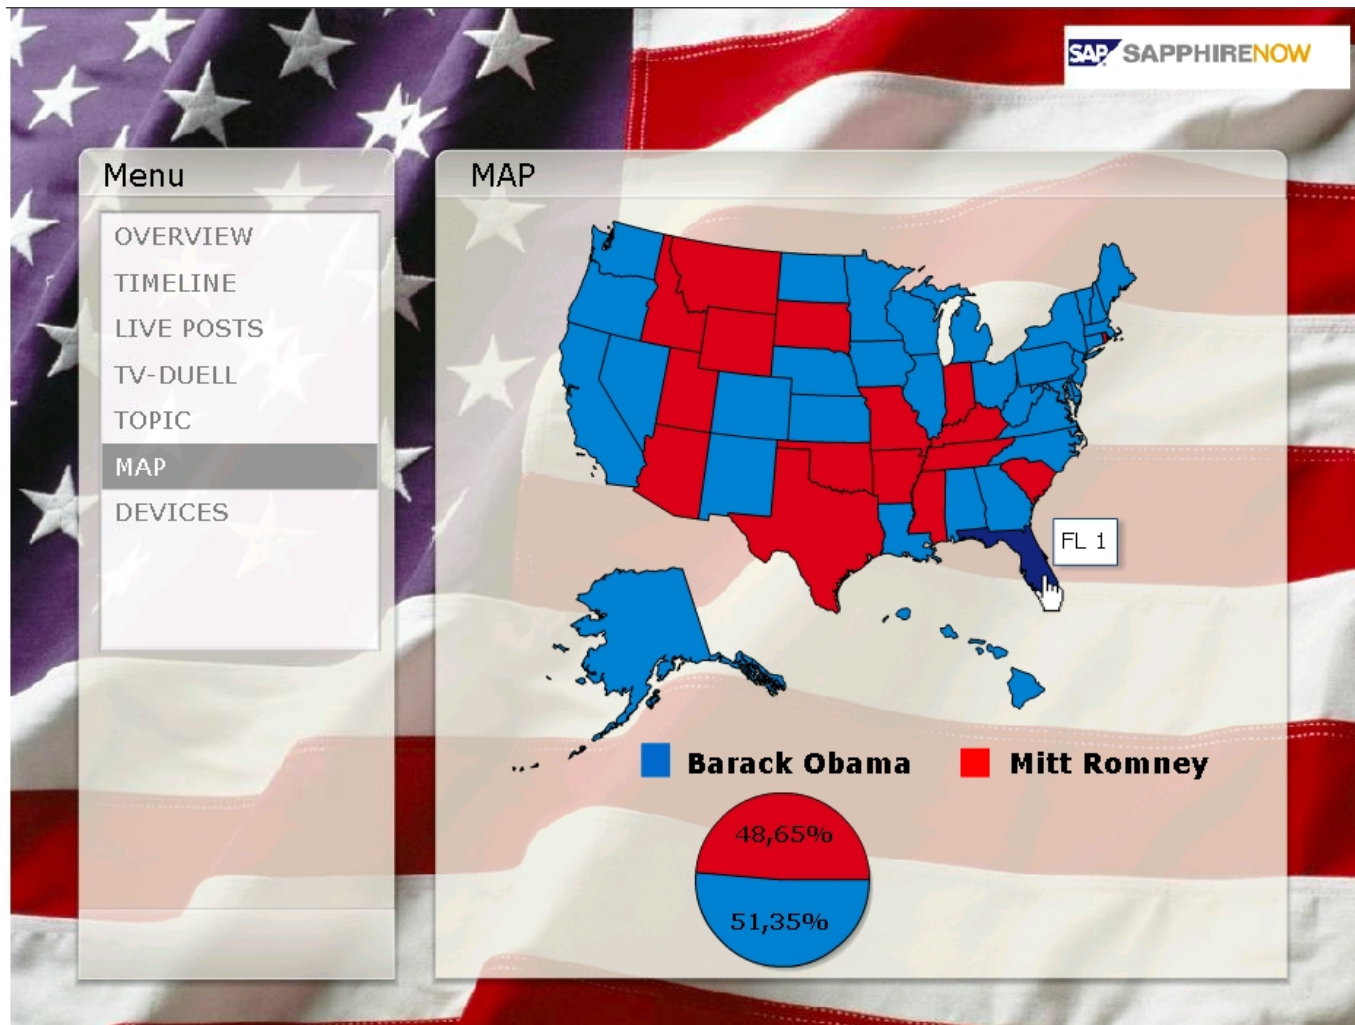 SAP SAPPHIRENOW
Menu
OVERVIEW
TIMELINE
LIVE POSTS
TV-DUELL
TOPIC
MAP
DEVICES
MAP
FL 1
Barack Obama
Mitt Romney
48,65%
51,35%